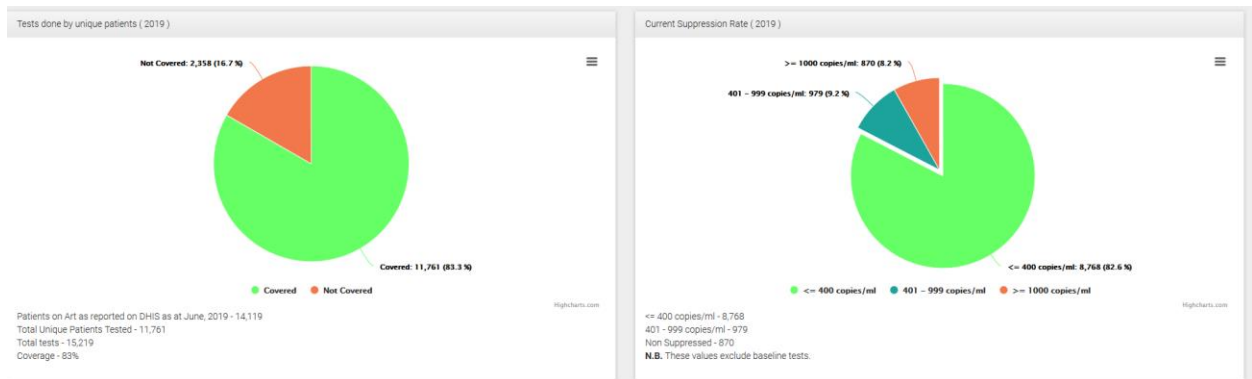 Tests done by unique patients ( 2019 )
Not Covered: 2,358 (16.7 %)
Covered: 11,761 (83.3 %)
Covered
Not Covered
Highcharts.com
Patients on Art as reported on DHIS as at June, 2019 - 14,119
Total Unique Patients Tested - 11,761
Total tests - 15,219
Coverage - 83%
Current Suppression Rate ( 2019 )
>= 1000 copies/ml: 870 (8.2 %)
401 – 999 copies/ml: 979 (9.2 %)
<= 400 copies/ml: 8,768 (82.6 %)
<= 400 copies/ml
401 – 999 copies/ml
>= 1000 copies/ml
Highcharts.com
<= 400 copies/ml - 8,768
401 - 999 copies/ml - 979
Non Suppressed - 870
N.B. These values exclude baseline tests.